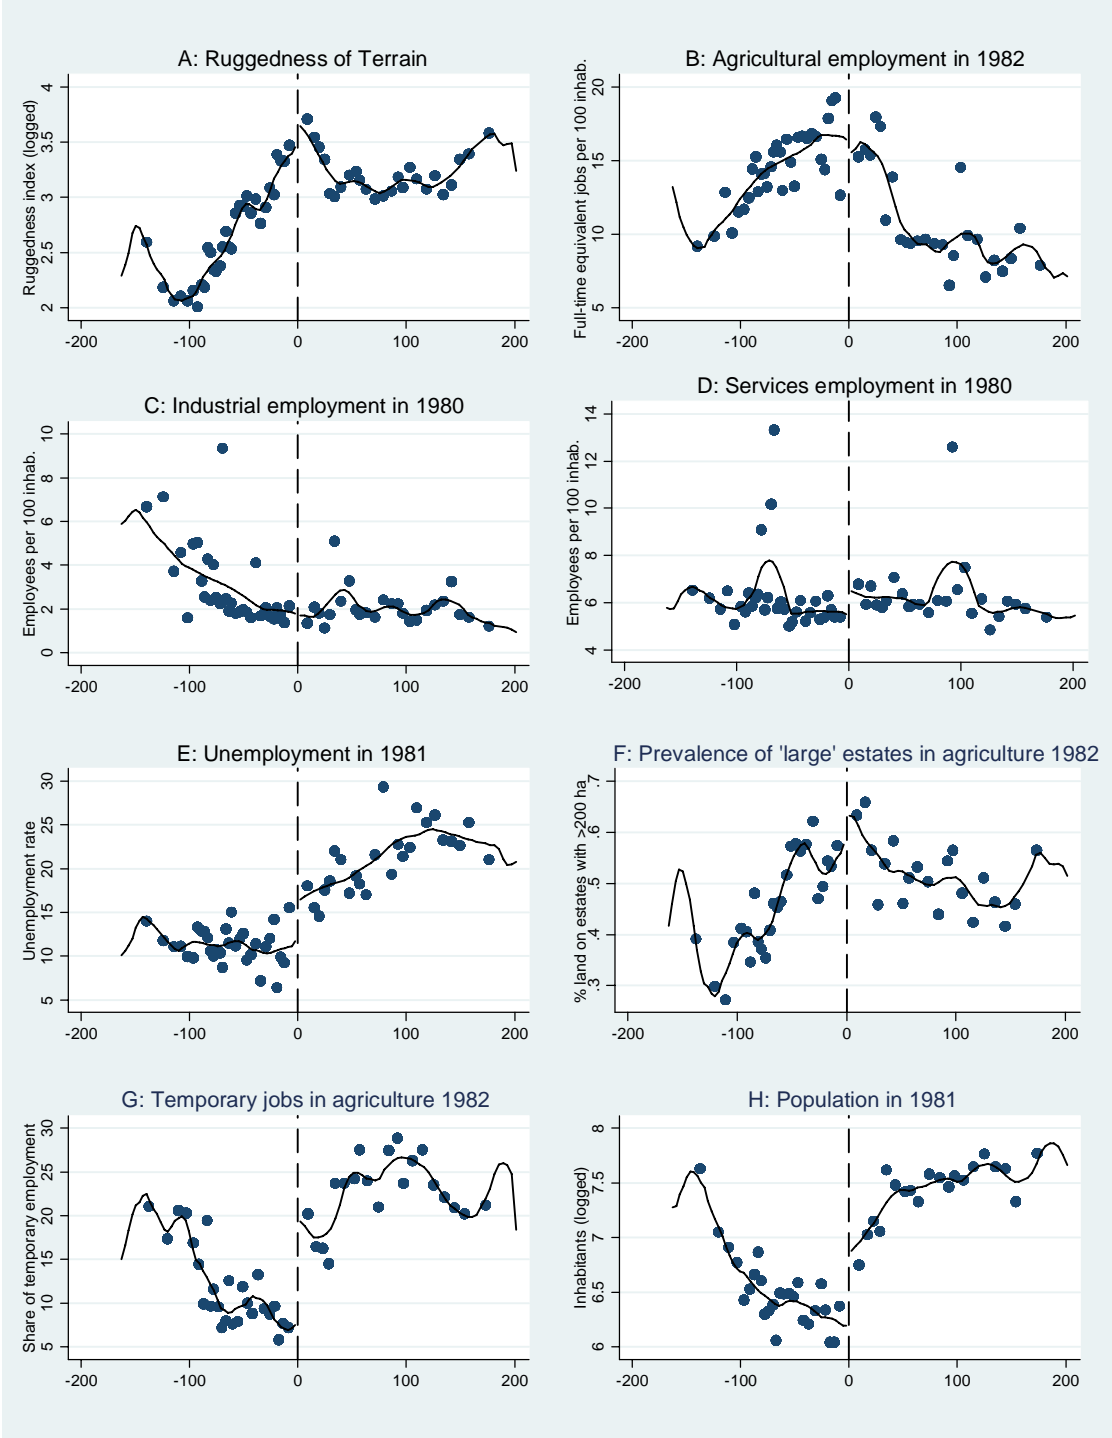 A: Ruggedness of Terrain
Ruggedness index (logged)
4
3.5
3
2.5
2
-200 -100 0 100 200
B: Agricultural employment in 1982
Full-time equivalent jobs per 100 inhab.
20
15
10
5
-200 -100 0 100 200
C: Industrial employment in 1980
Employees per 100 inhab.
10
8
6
4
2
0
-200 -100 0 100 200
D: Services employment in 1980
Employees per 100 inhab.
14
12
10
8
6
4
-200 -100 0 100 200
E: Unemployment in 1981
Unemployment rate
30
25
20
15
10
5
-200 -100 0 100 200
F: Prevalence of 'large' estates in agriculture 1982
% land on estates with >200 ha
.7
.6
.5
.4
.3
-200 -100 0 100 200
G: Temporary jobs in agriculture 1982
Share of temporary employment
30
25
20
15
10
5
-200 -100 0 100 200
H: Population in 1981
Inhabitants (logged)
8
7.5
7
6.5
6
-200 -100 0 100 200